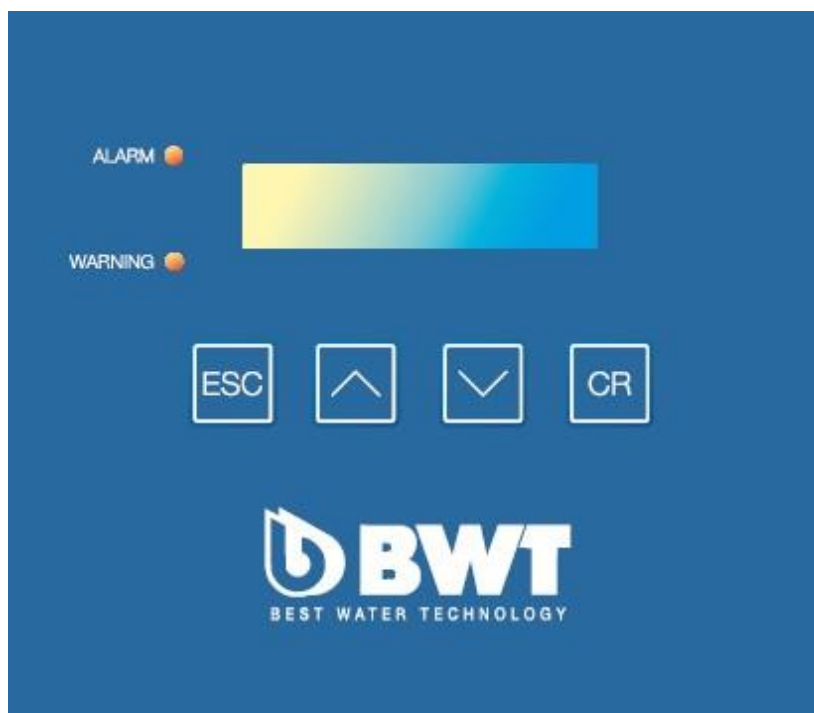 ALARM
WARNING
ESC
CR
BWT
BEST WATER TECHNOLOGY